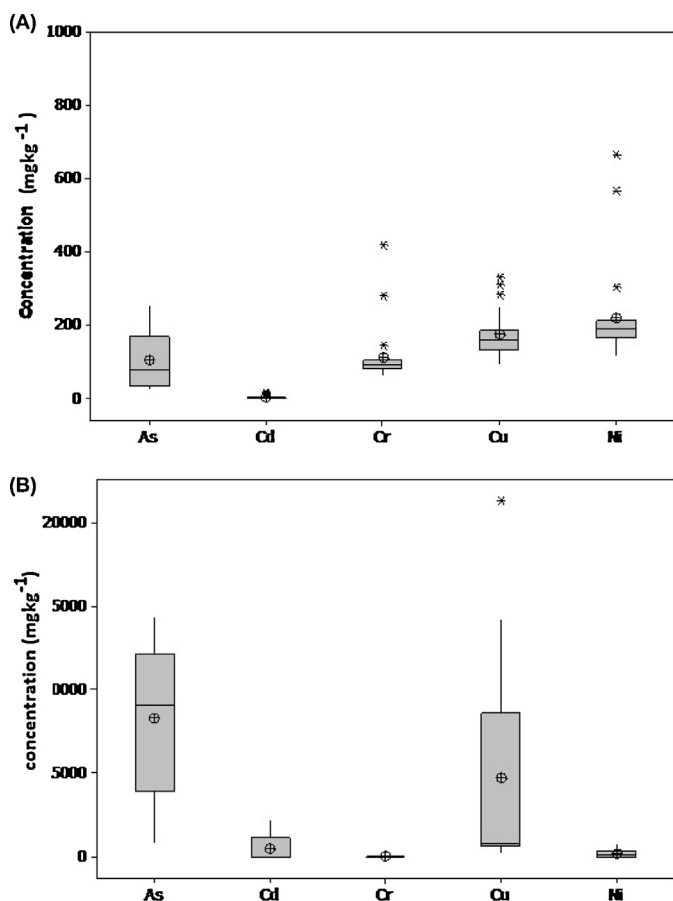 (A)
1000
800
600
400
200
0
Concentration (mgkg⁻¹)
As Cd Cr Cu Ni
(B)
20000
5000
0000
5000
0
concentration (mgkg⁻¹)
As Cd Cr Cu Ni